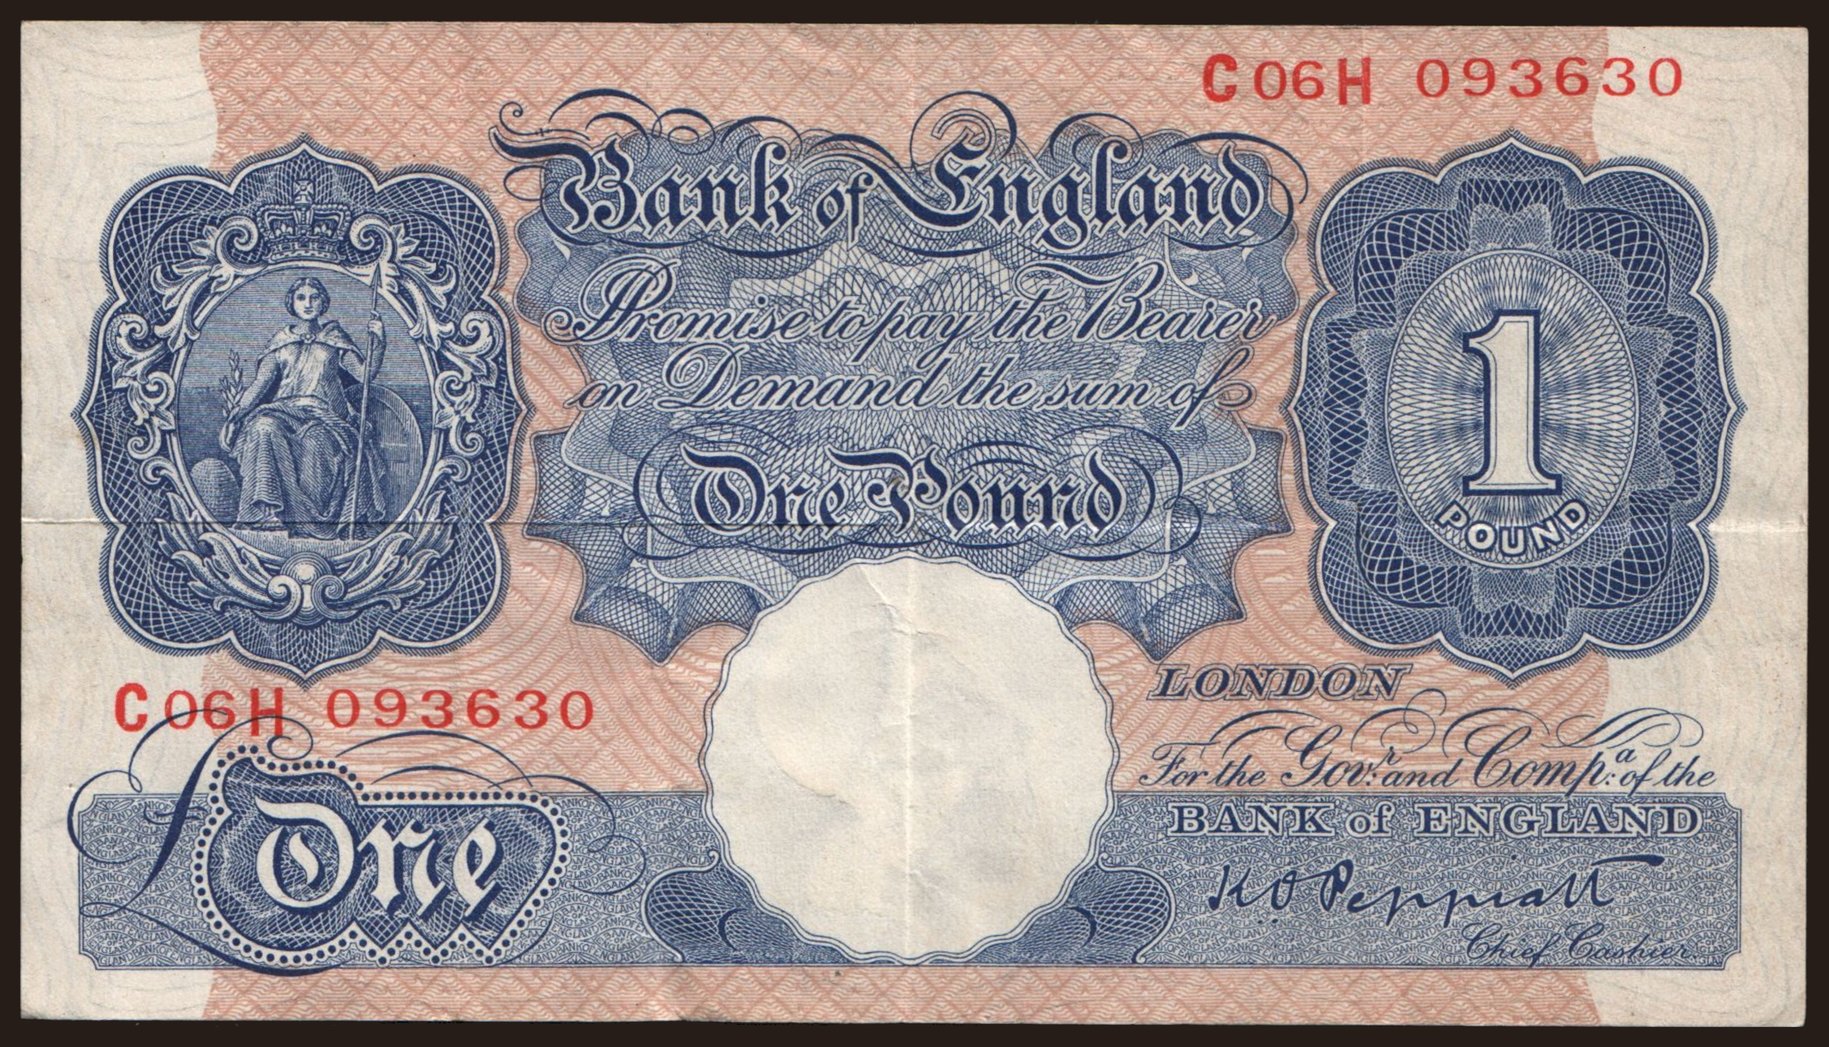 C06H 093630
Bank of England
Promise to pay the Bearer
on Demand the sum of
One Pound
1
POUND
C06H 093630
LONDON
For the Govr: and Compa: of the
BANK of ENGLAND
£One
K.O Peppiatt
Chief Cashier.